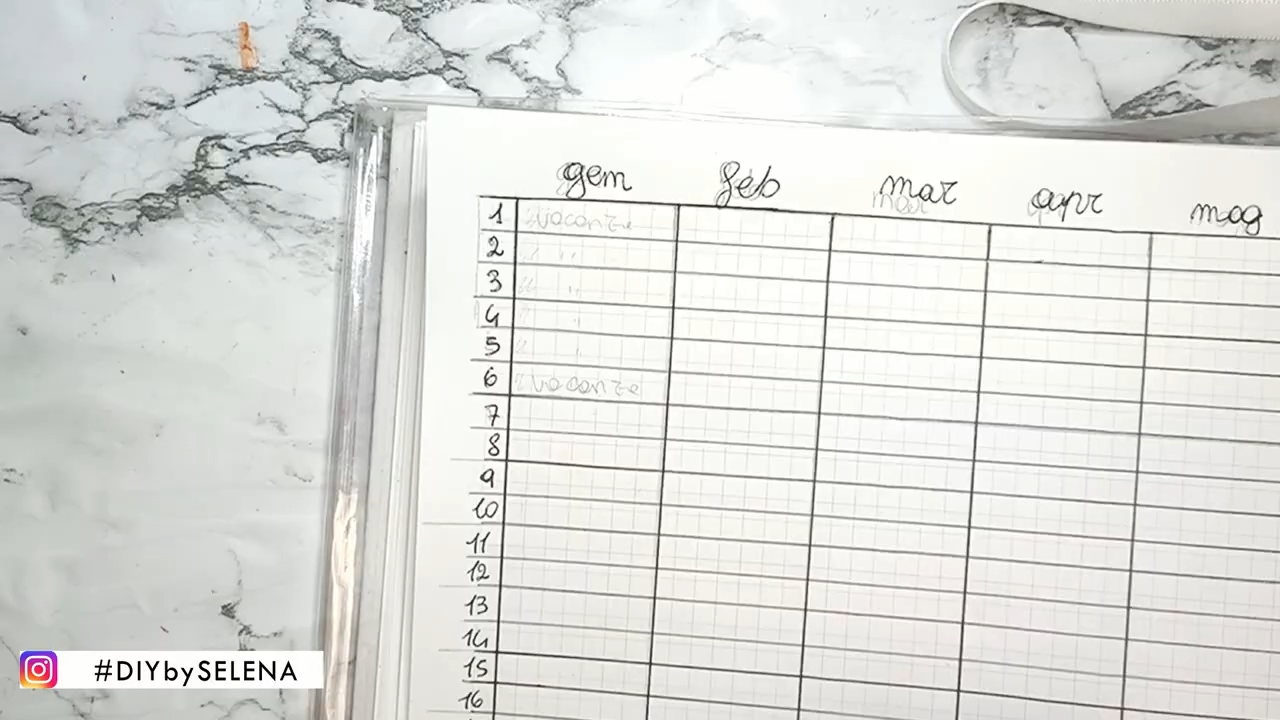 gen feb mar apr mag
1 vacanze
2 " "
3 " "
4 " "
5 " "
6 vacanze
7
8
9
10
11
12
13
14
15
16
#DIYbySELENA